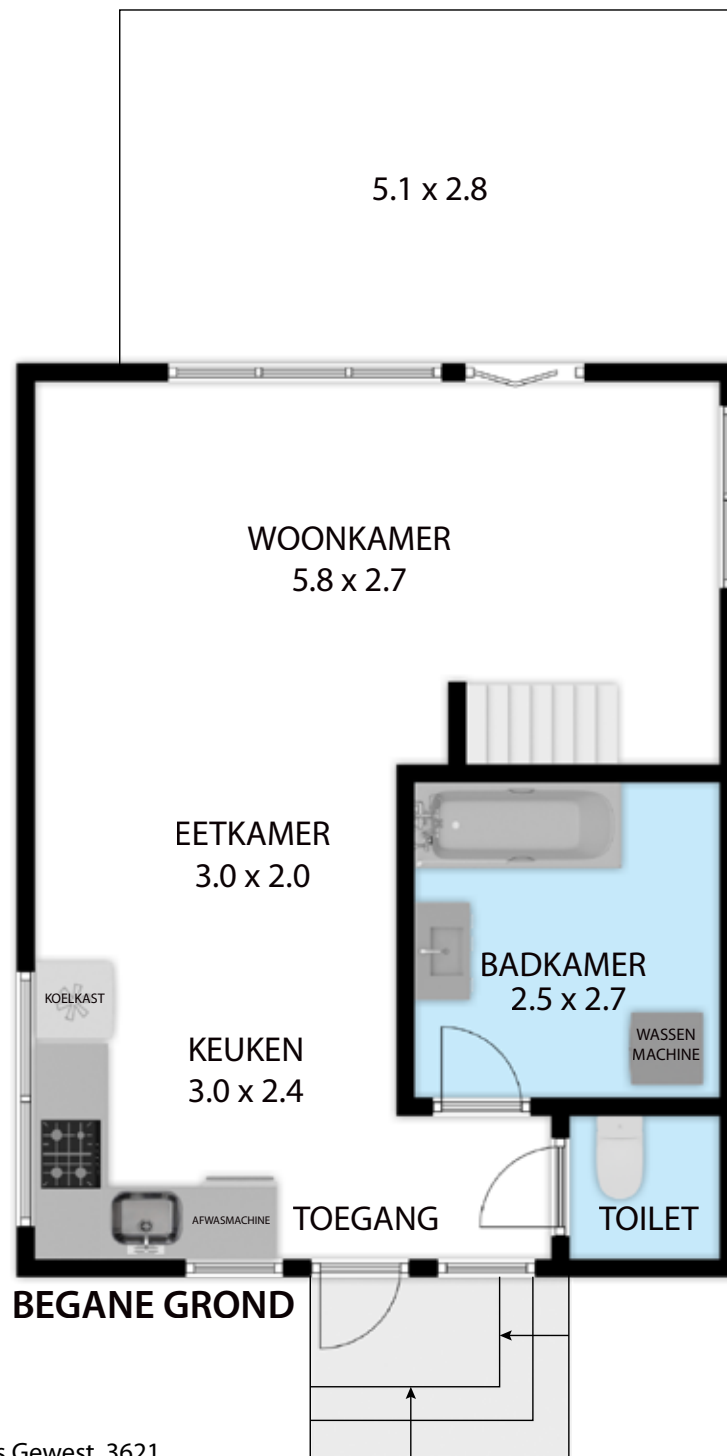 5.1 x 2.8
WOONKAMER
5.8 x 2.7
EETKAMER
3.0 x 2.0
BADKAMER
2.5 x 2.7
KOELKAST
WASSEN
MACHINE
KEUKEN
3.0 x 2.4
AFWASMACHINE
TOEGANG
TOILET
BEGANE GROND
s Gewest, 3621